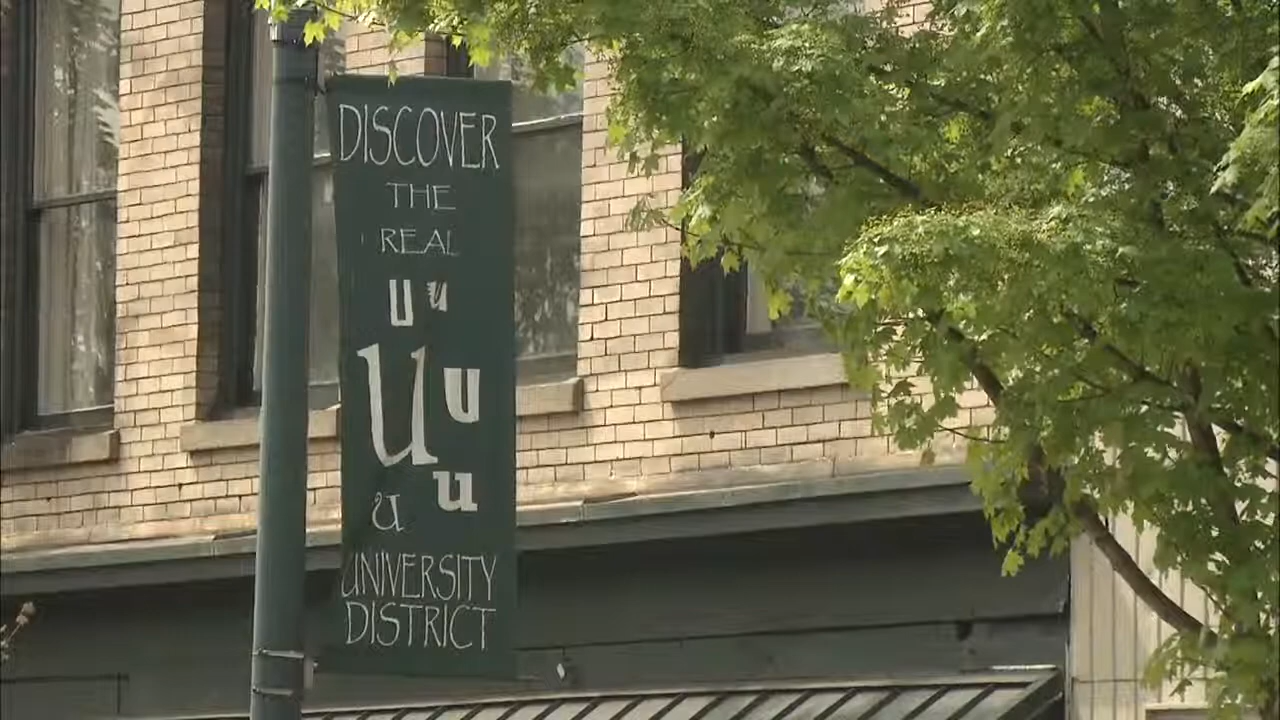 DISCOVER
THE
REAL
U u
U u
u u
UNIVERSITY
DISTRICT